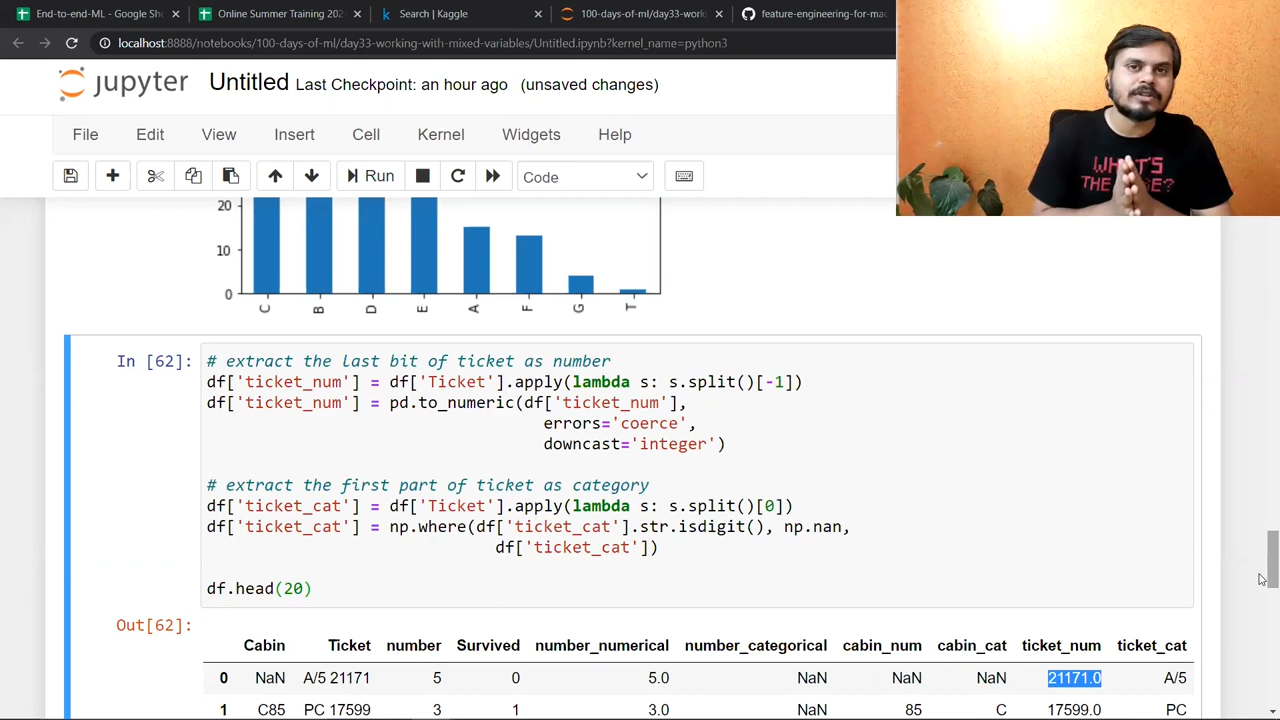 End-to-end-ML - Google She
Online Summer Training 202
Search | Kaggle
100-days-of-ml/day33-work
feature-engineering-for-mac
localhost:8888/notebooks/100-days-of-ml/day33-working-with-mixed-variables/Untitled.ipynb?kernel_name=python3
jupyter Untitled Last Checkpoint: an hour ago (unsaved changes)
File Edit View Insert Cell Kernel Widgets Help
Run Code
WHAT'S
THE
20
10
0
C B D E A F G T
In [62]:
# extract the last bit of ticket as number
df['ticket_num'] = df['Ticket'].apply(lambda s: s.split()[-1])
df['ticket_num'] = pd.to_numeric(df['ticket_num'],
errors='coerce',
downcast='integer')
# extract the first part of ticket as category
df['ticket_cat'] = df['Ticket'].apply(lambda s: s.split()[0])
df['ticket_cat'] = np.where(df['ticket_cat'].str.isdigit(), np.nan,
df['ticket_cat'])
df.head(20)
Out[62]:
Cabin Ticket number Survived number_numerical number_categorical cabin_num cabin_cat ticket_num ticket_cat
0 NaN A/5 21171 5 0 5.0 NaN NaN NaN 21171.0 A/5
1 C85 PC 17599 3 1 3.0 NaN 85 C 17599.0 PC